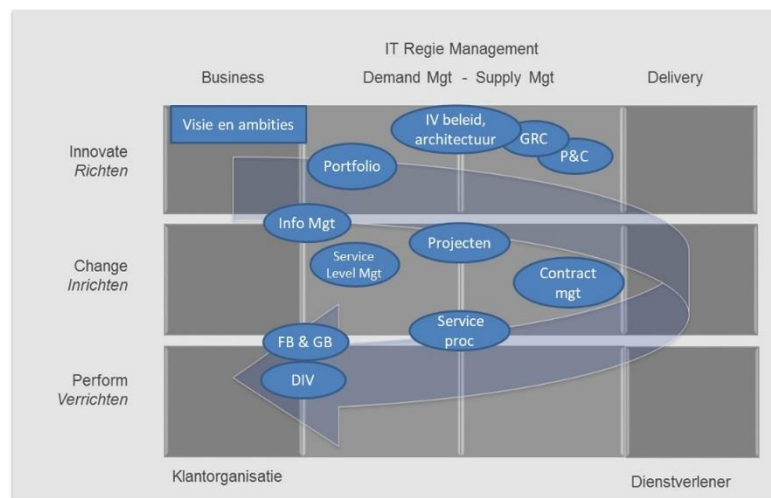 IT Regie Management
Business
Demand Mgt - Supply Mgt
Delivery
Visie en ambities
IV beleid,
architectuur
GRC
P&C
Innovate
Richten
Portfolio
Info Mgt
Projecten
Service
Level Mgt
Change
Inrichten
Contract
mgt
Service
proc
FB & GB
DIV
Perform
Verrichten
Klantorganisatie
Dienstverlener